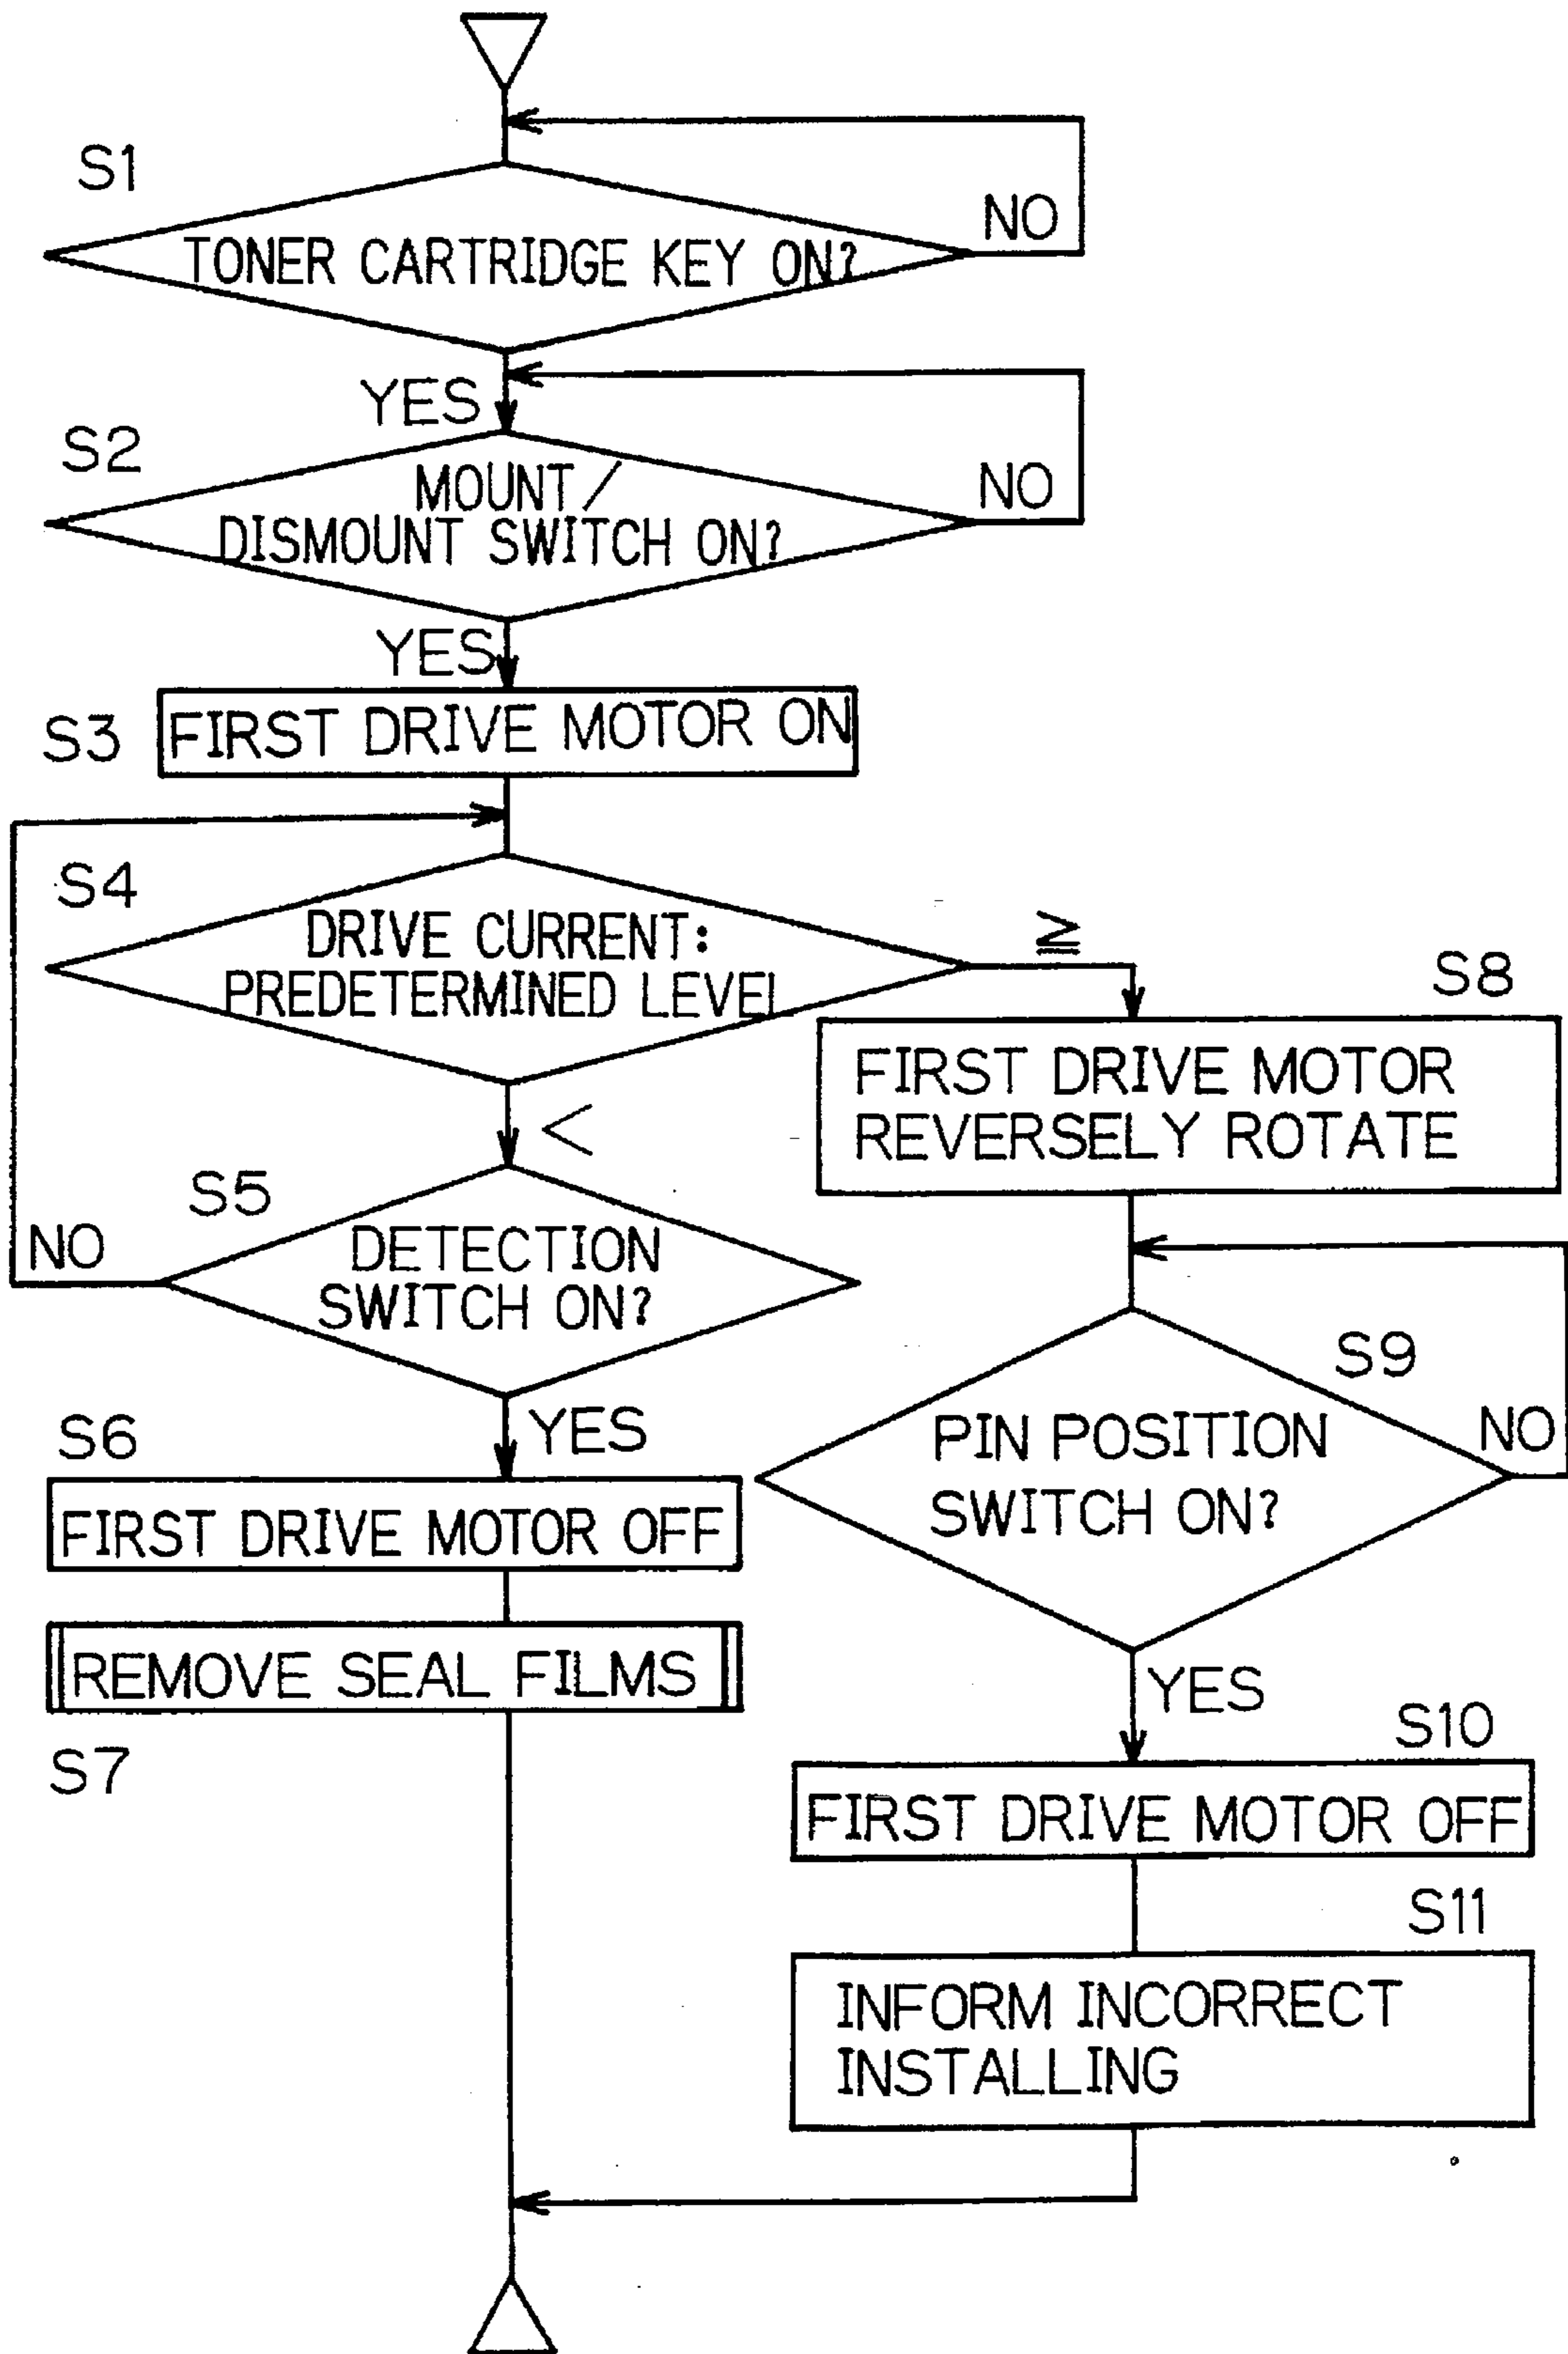 S1
NO
TONER CARTRIDGE KEY ON?
YES
S2
MOUNT/
NO
DISMOUNT SWITCH ON?
YES
S3
FIRST DRIVE MOTOR ON
S4
DRIVE CURRENT:
PREDETERMINED LEVEL
≧
S8
FIRST DRIVE MOTOR
REVERSELY ROTATE
<
S5
NO
DETECTION
SWITCH ON?
S9
NO
PIN POSITION
SWITCH ON?
YES
S6
FIRST DRIVE MOTOR OFF
REMOVE SEAL FILMS
S7
YES
S10
FIRST DRIVE MOTOR OFF
S11
INFORM INCORRECT
INSTALLING